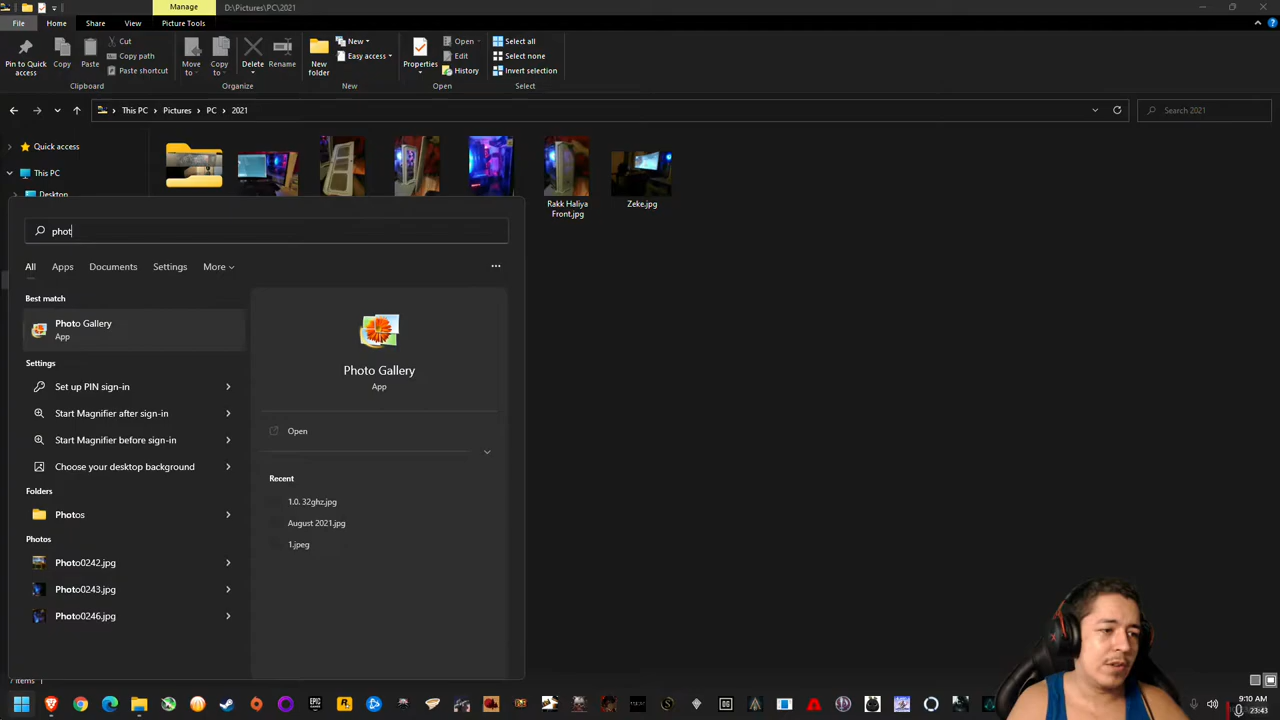 Manage
D:\Pictures\PC\2021
File
Home
Share
View
Picture Tools
Pin to Quick
access
Copy
Paste
Cut
Copy path
Paste shortcut
Clipboard
Move
to
Copy
to
Delete
Rename
Organize
New
folder
New
Easy access
New
Properties
Open
Edit
History
Open
Select all
Select none
Invert selection
Select
This PC
Pictures
PC
2021
Search 2021
Quick access
This PC
Desktop
Rakk Haliya
Front.jpg
Zeke.jpg
phot
All
Apps
Documents
Settings
More
Best match
Photo Gallery
App
Settings
Set up PIN sign-in
Start Magnifier after sign-in
Start Magnifier before sign-in
Choose your desktop background
Folders
Photos
Photos
Photo0242.jpg
Photo0243.jpg
Photo0246.jpg
Photo Gallery
App
Open
Recent
1.0. 32ghz.jpg
August 2021.jpg
1.jpeg
7 items
EPIC
GAMES
9:10 AM
23:43